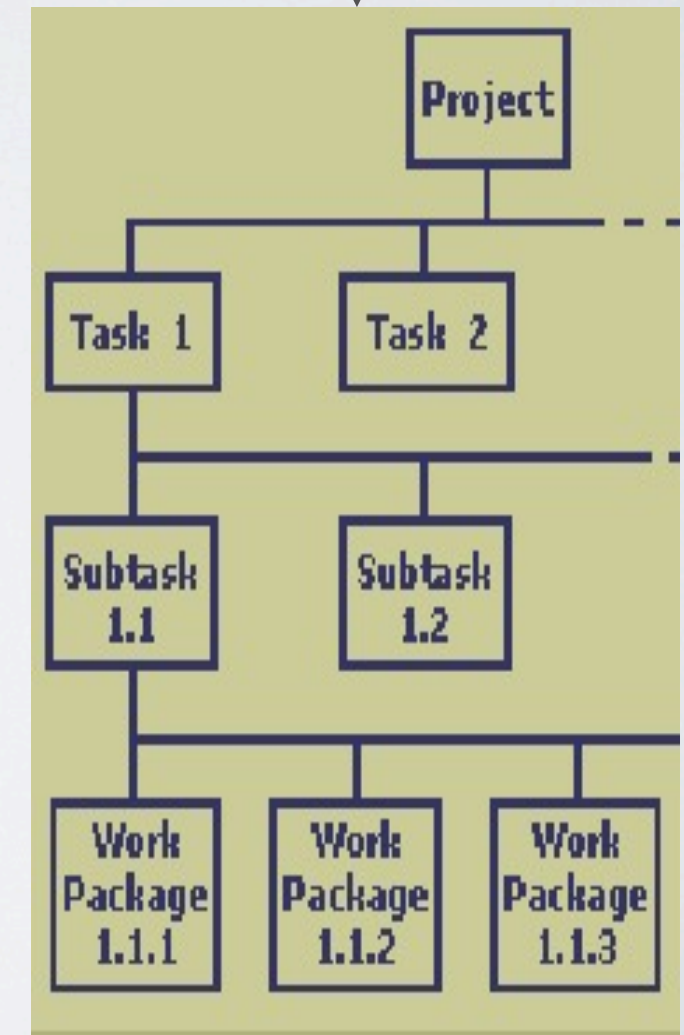 Project
Task 1
Task 2
Subtask
1.1
Subtask
1.2
Work
Package
1.1.1
Work
Package
1.1.2
Work
Package
1.1.3